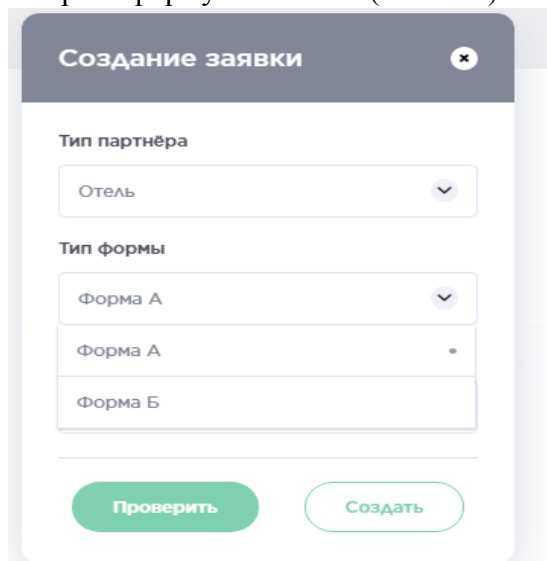 Создание заявки
Тип партнёра
Отель
Тип формы
Форма А
Форма А
Форма Б
Проверить
Создать